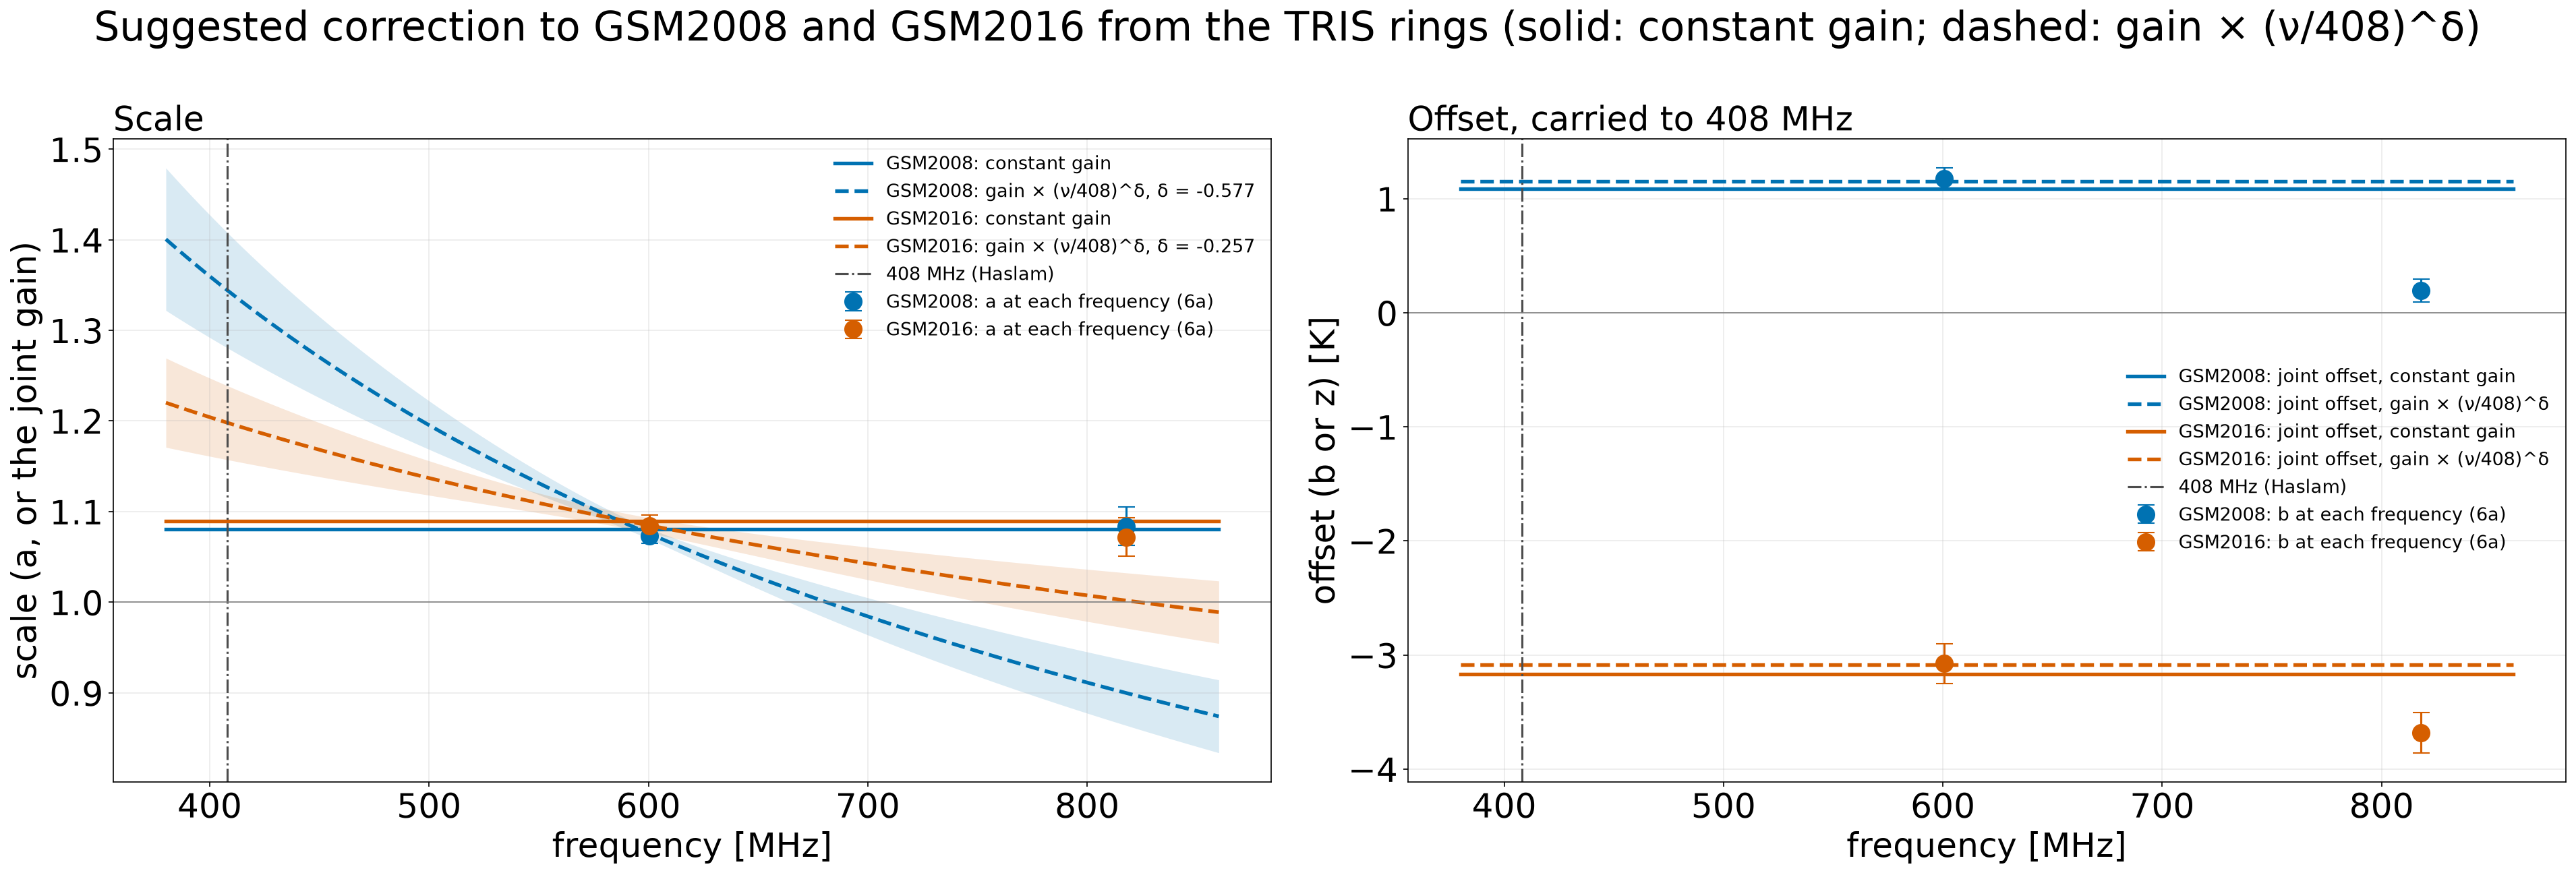 Suggested correction to GSM2008 and GSM2016 from the TRIS rings (solid: constant gain; dashed: gain × (ν/408)^δ)
Scale
1.5
1.4
1.3
1.2
1.1
1.0
0.9
scale (a, or the joint gain)
GSM2008: constant gain
GSM2008: gain × (ν/408)^δ, δ = -0.577
GSM2016: constant gain
GSM2016: gain × (ν/408)^δ, δ = -0.257
408 MHz (Haslam)
GSM2008: a at each frequency (6a)
GSM2016: a at each frequency (6a)
400 500 600 700 800
frequency [MHz]
Offset, carried to 408 MHz
1
0
−1
−2
−3
−4
offset (b or z) [K]
GSM2008: joint offset, constant gain
GSM2008: joint offset, gain × (ν/408)^δ
GSM2016: joint offset, constant gain
GSM2016: joint offset, gain × (ν/408)^δ
408 MHz (Haslam)
GSM2008: b at each frequency (6a)
GSM2016: b at each frequency (6a)
400 500 600 700 800
frequency [MHz]